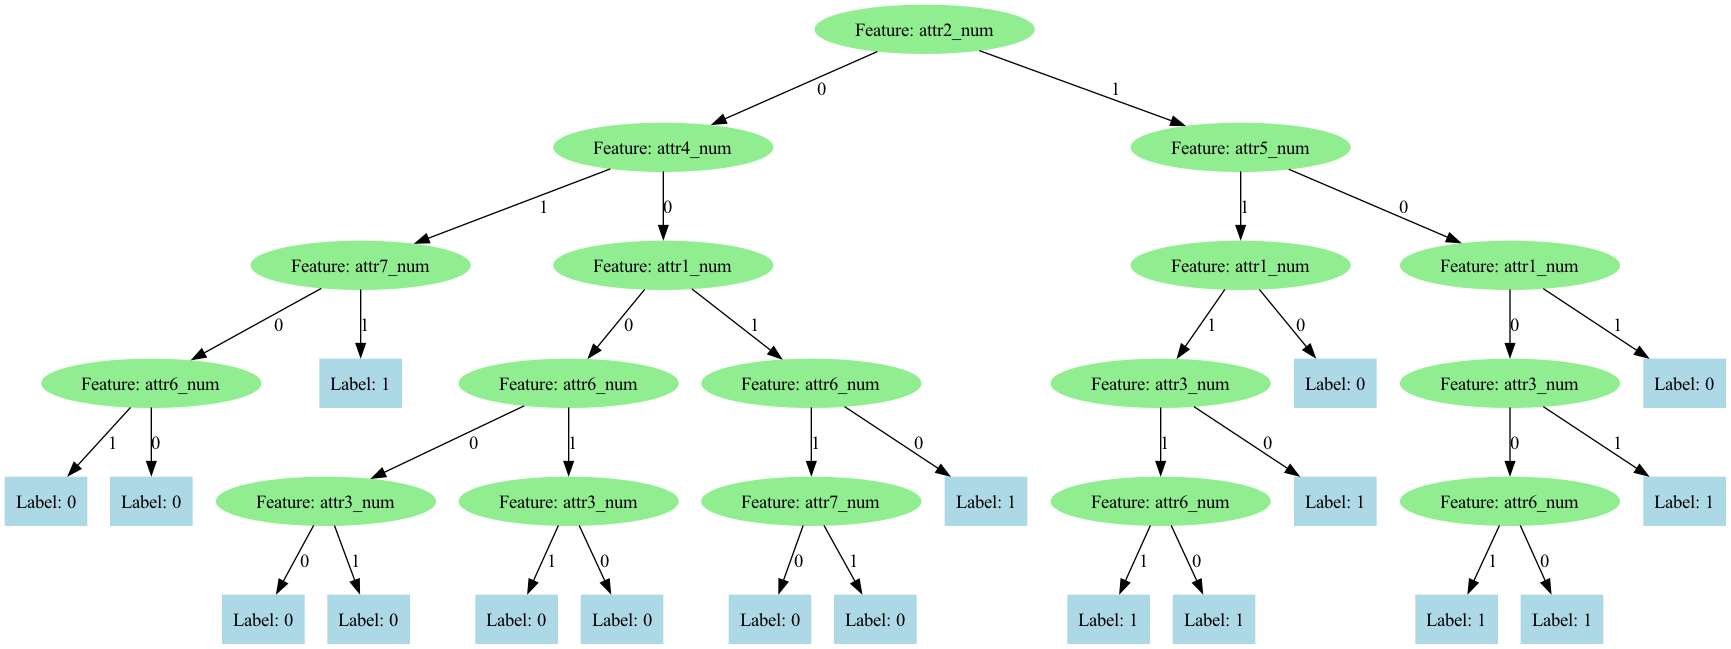 Feature: attr2_num
0
1
Feature: attr4_num
Feature: attr5_num
1
0
1
0
Feature: attr7_num
Feature: attr1_num
Feature: attr1_num
Feature: attr1_num
0
1
0
1
1
0
0
1
Feature: attr6_num
Label: 1
Feature: attr6_num
Feature: attr6_num
Feature: attr3_num
Label: 0
Feature: attr3_num
Label: 0
1
0
0
1
1
0
1
0
0
1
Label: 0
Label: 0
Feature: attr3_num
Feature: attr3_num
Feature: attr7_num
Label: 1
Feature: attr6_num
Label: 1
Feature: attr6_num
Label: 1
0
1
1
0
0
1
1
0
1
0
Label: 0
Label: 0
Label: 0
Label: 0
Label: 0
Label: 0
Label: 1
Label: 1
Label: 1
Label: 1